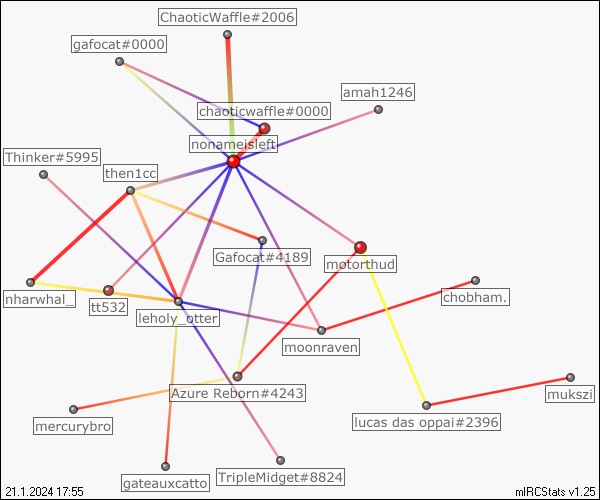 ChaoticWaffle#2006
gafocat#0000
amah1246
chaoticwaffle#0000
nonameisleft
Thinker#5995
then1cc
Gafocat#4189
motorthud
nharwhal_
tt532
chobham.
leholy_otter
moonraven
Azure Reborn#4243
mukszi
lucas das oppai#2396
mercurybro
gateauxcatto
TripleMidget#8824
21.1.2024 17:55
mIRCStats v1.25